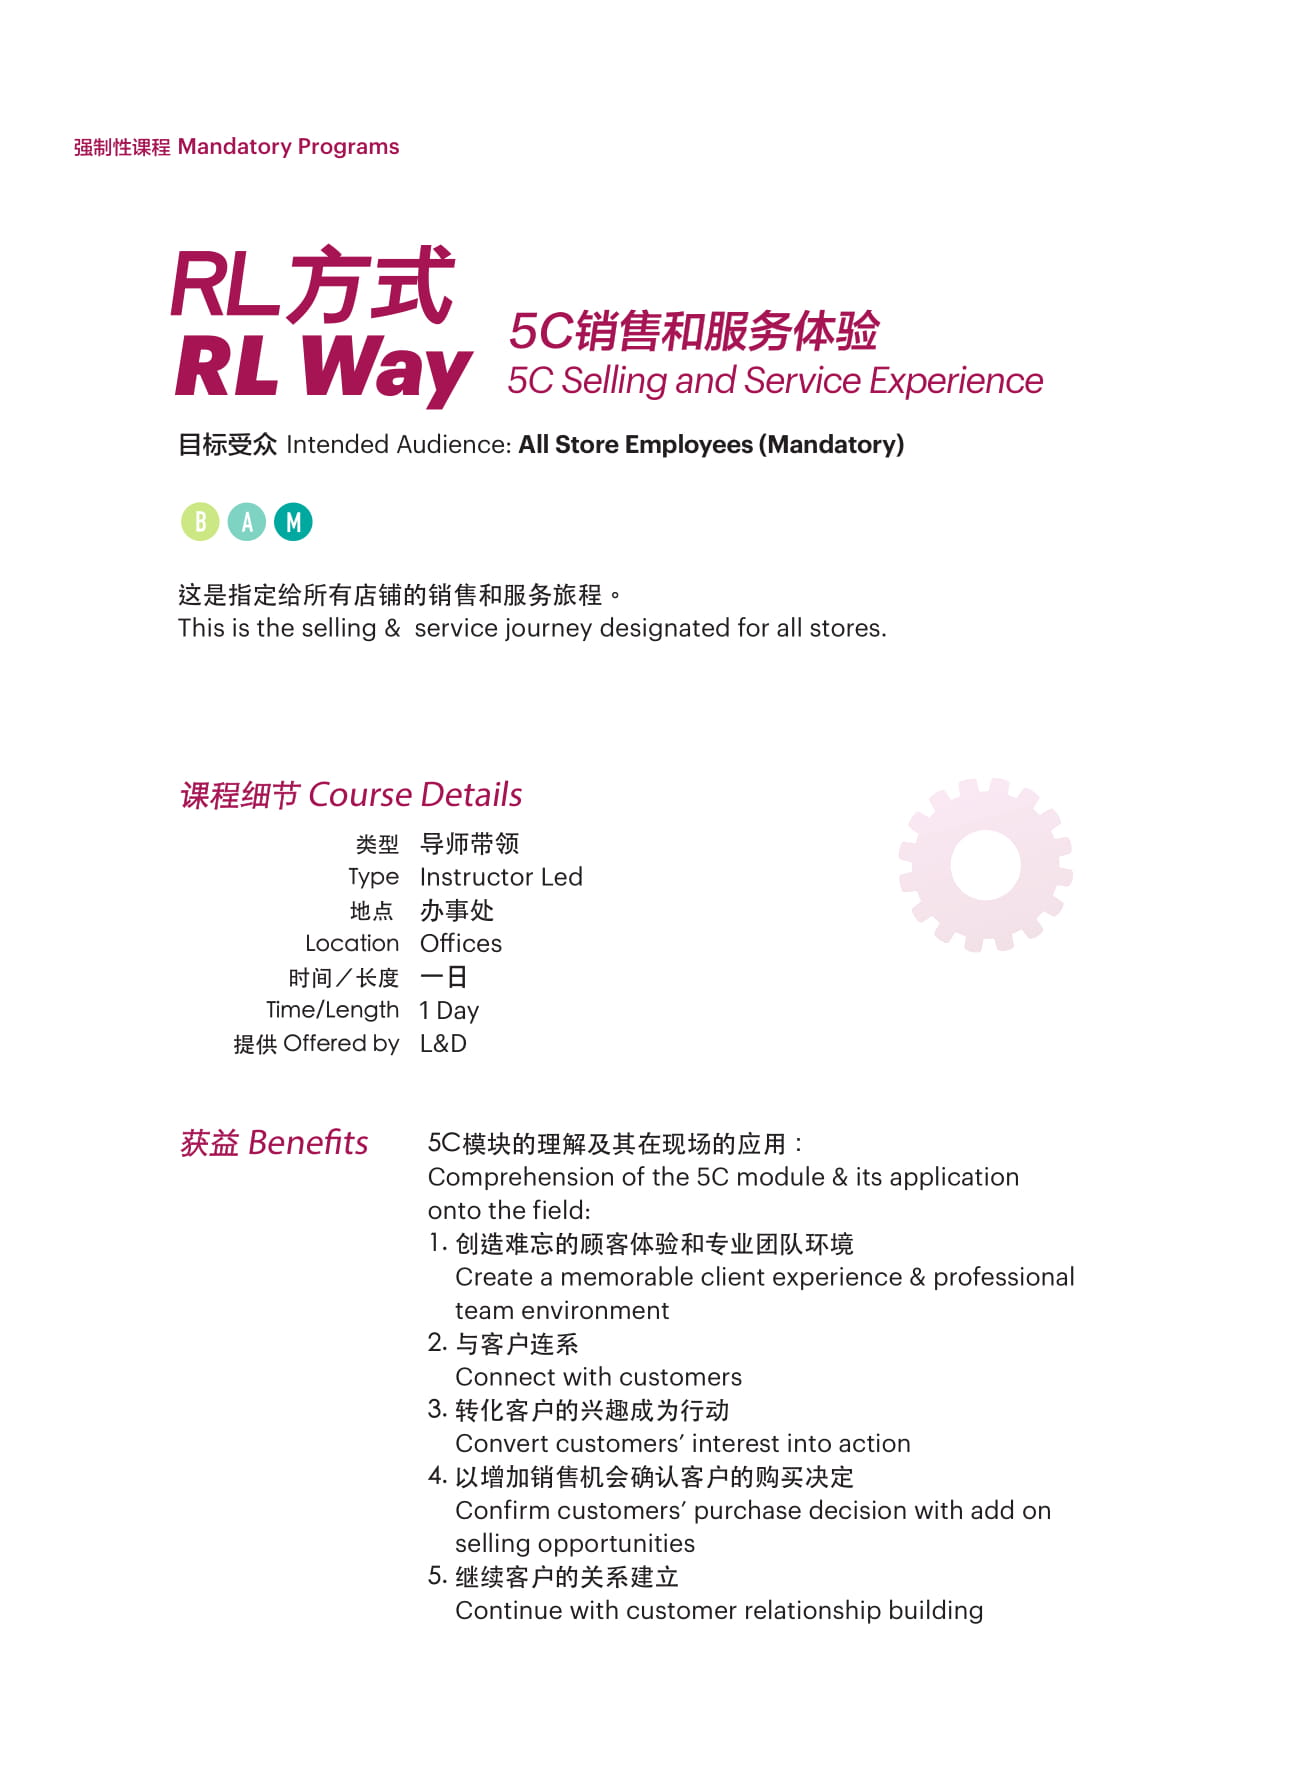 强制性课程 Mandatory Programs
RL方式
RL Way
5C销售和服务体验
5C Selling and Service Experience
目标受众 Intended Audience: All Store Employees (Mandatory)
B A M
这是指定给所有店铺的销售和服务旅程。
This is the selling &  service journey designated for all stores.
课程细节 Course Details
类型 导师带领
Type Instructor Led
地点 办事处
Location Offices
时间／长度 一日
Time/Length 1 Day
提供 Offered by L&D
获益 Benefits
5C模块的理解及其在现场的应用：
Comprehension of the 5C module & its application
onto the field:
1. 创造难忘的顾客体验和专业团队环境
Create a memorable client experience & professional
team environment
2. 与客户连系
Connect with customers
3. 转化客户的兴趣成为行动
Convert customers’ interest into action
4. 以增加销售机会确认客户的购买决定
Confirm customers’ purchase decision with add on
selling opportunities
5. 继续客户的关系建立
Continue with customer relationship building